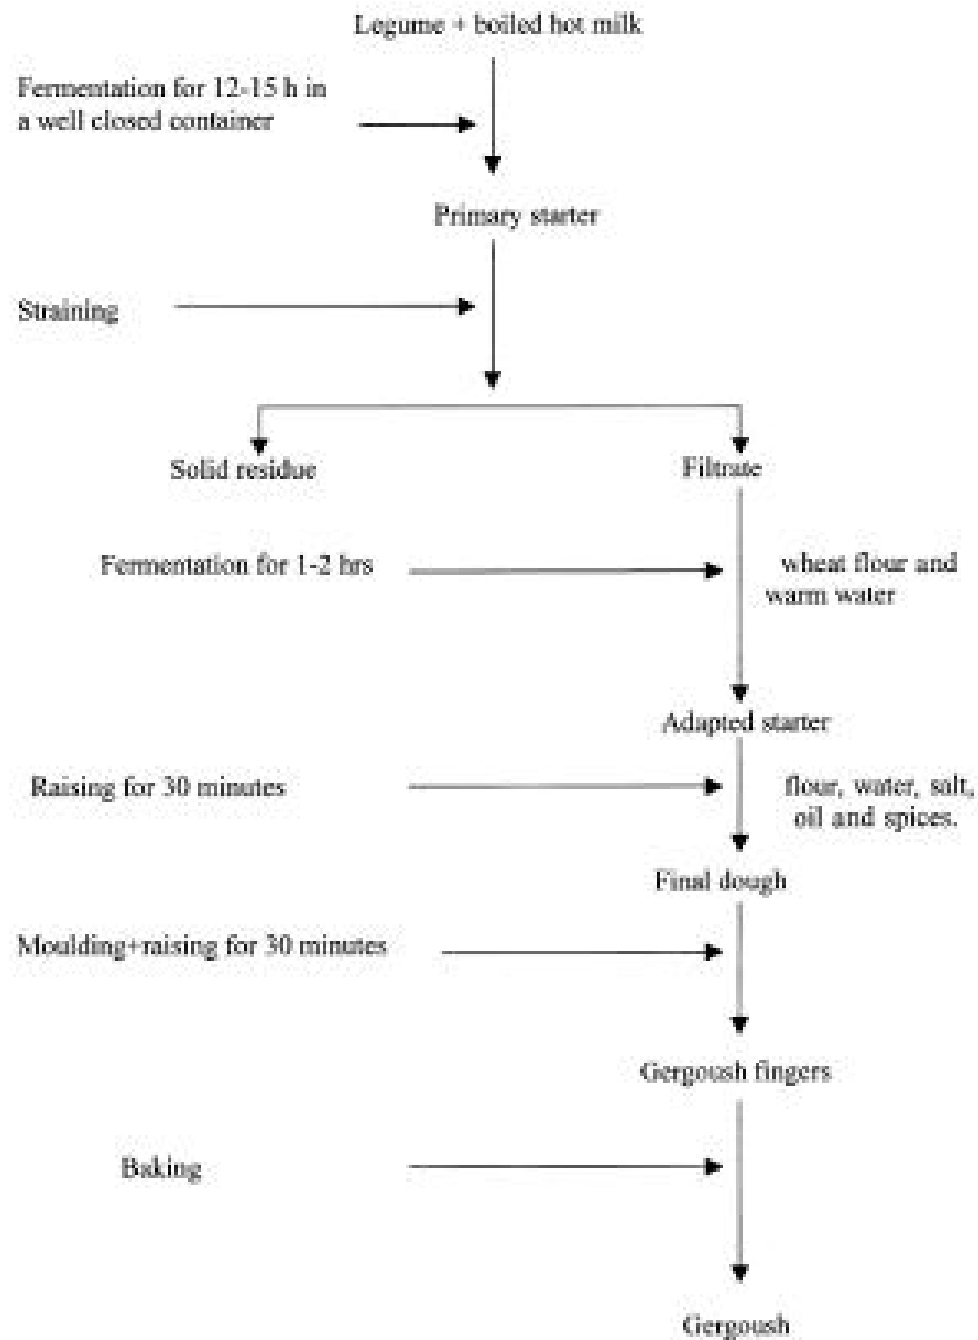 Legume + boiled hot milk
Fermentation for 12-15 h in
a well closed container
Primary starter
Straining
Solid residue
Filtrate
Fermentation for 1-2 hrs
wheat flour and
warm water
Adapted starter
Raising for 30 minutes
flour, water, salt,
oil and spices.
Final dough
Moulding+raising for 30 minutes
Gergoush fingers
Baking
Gergoush